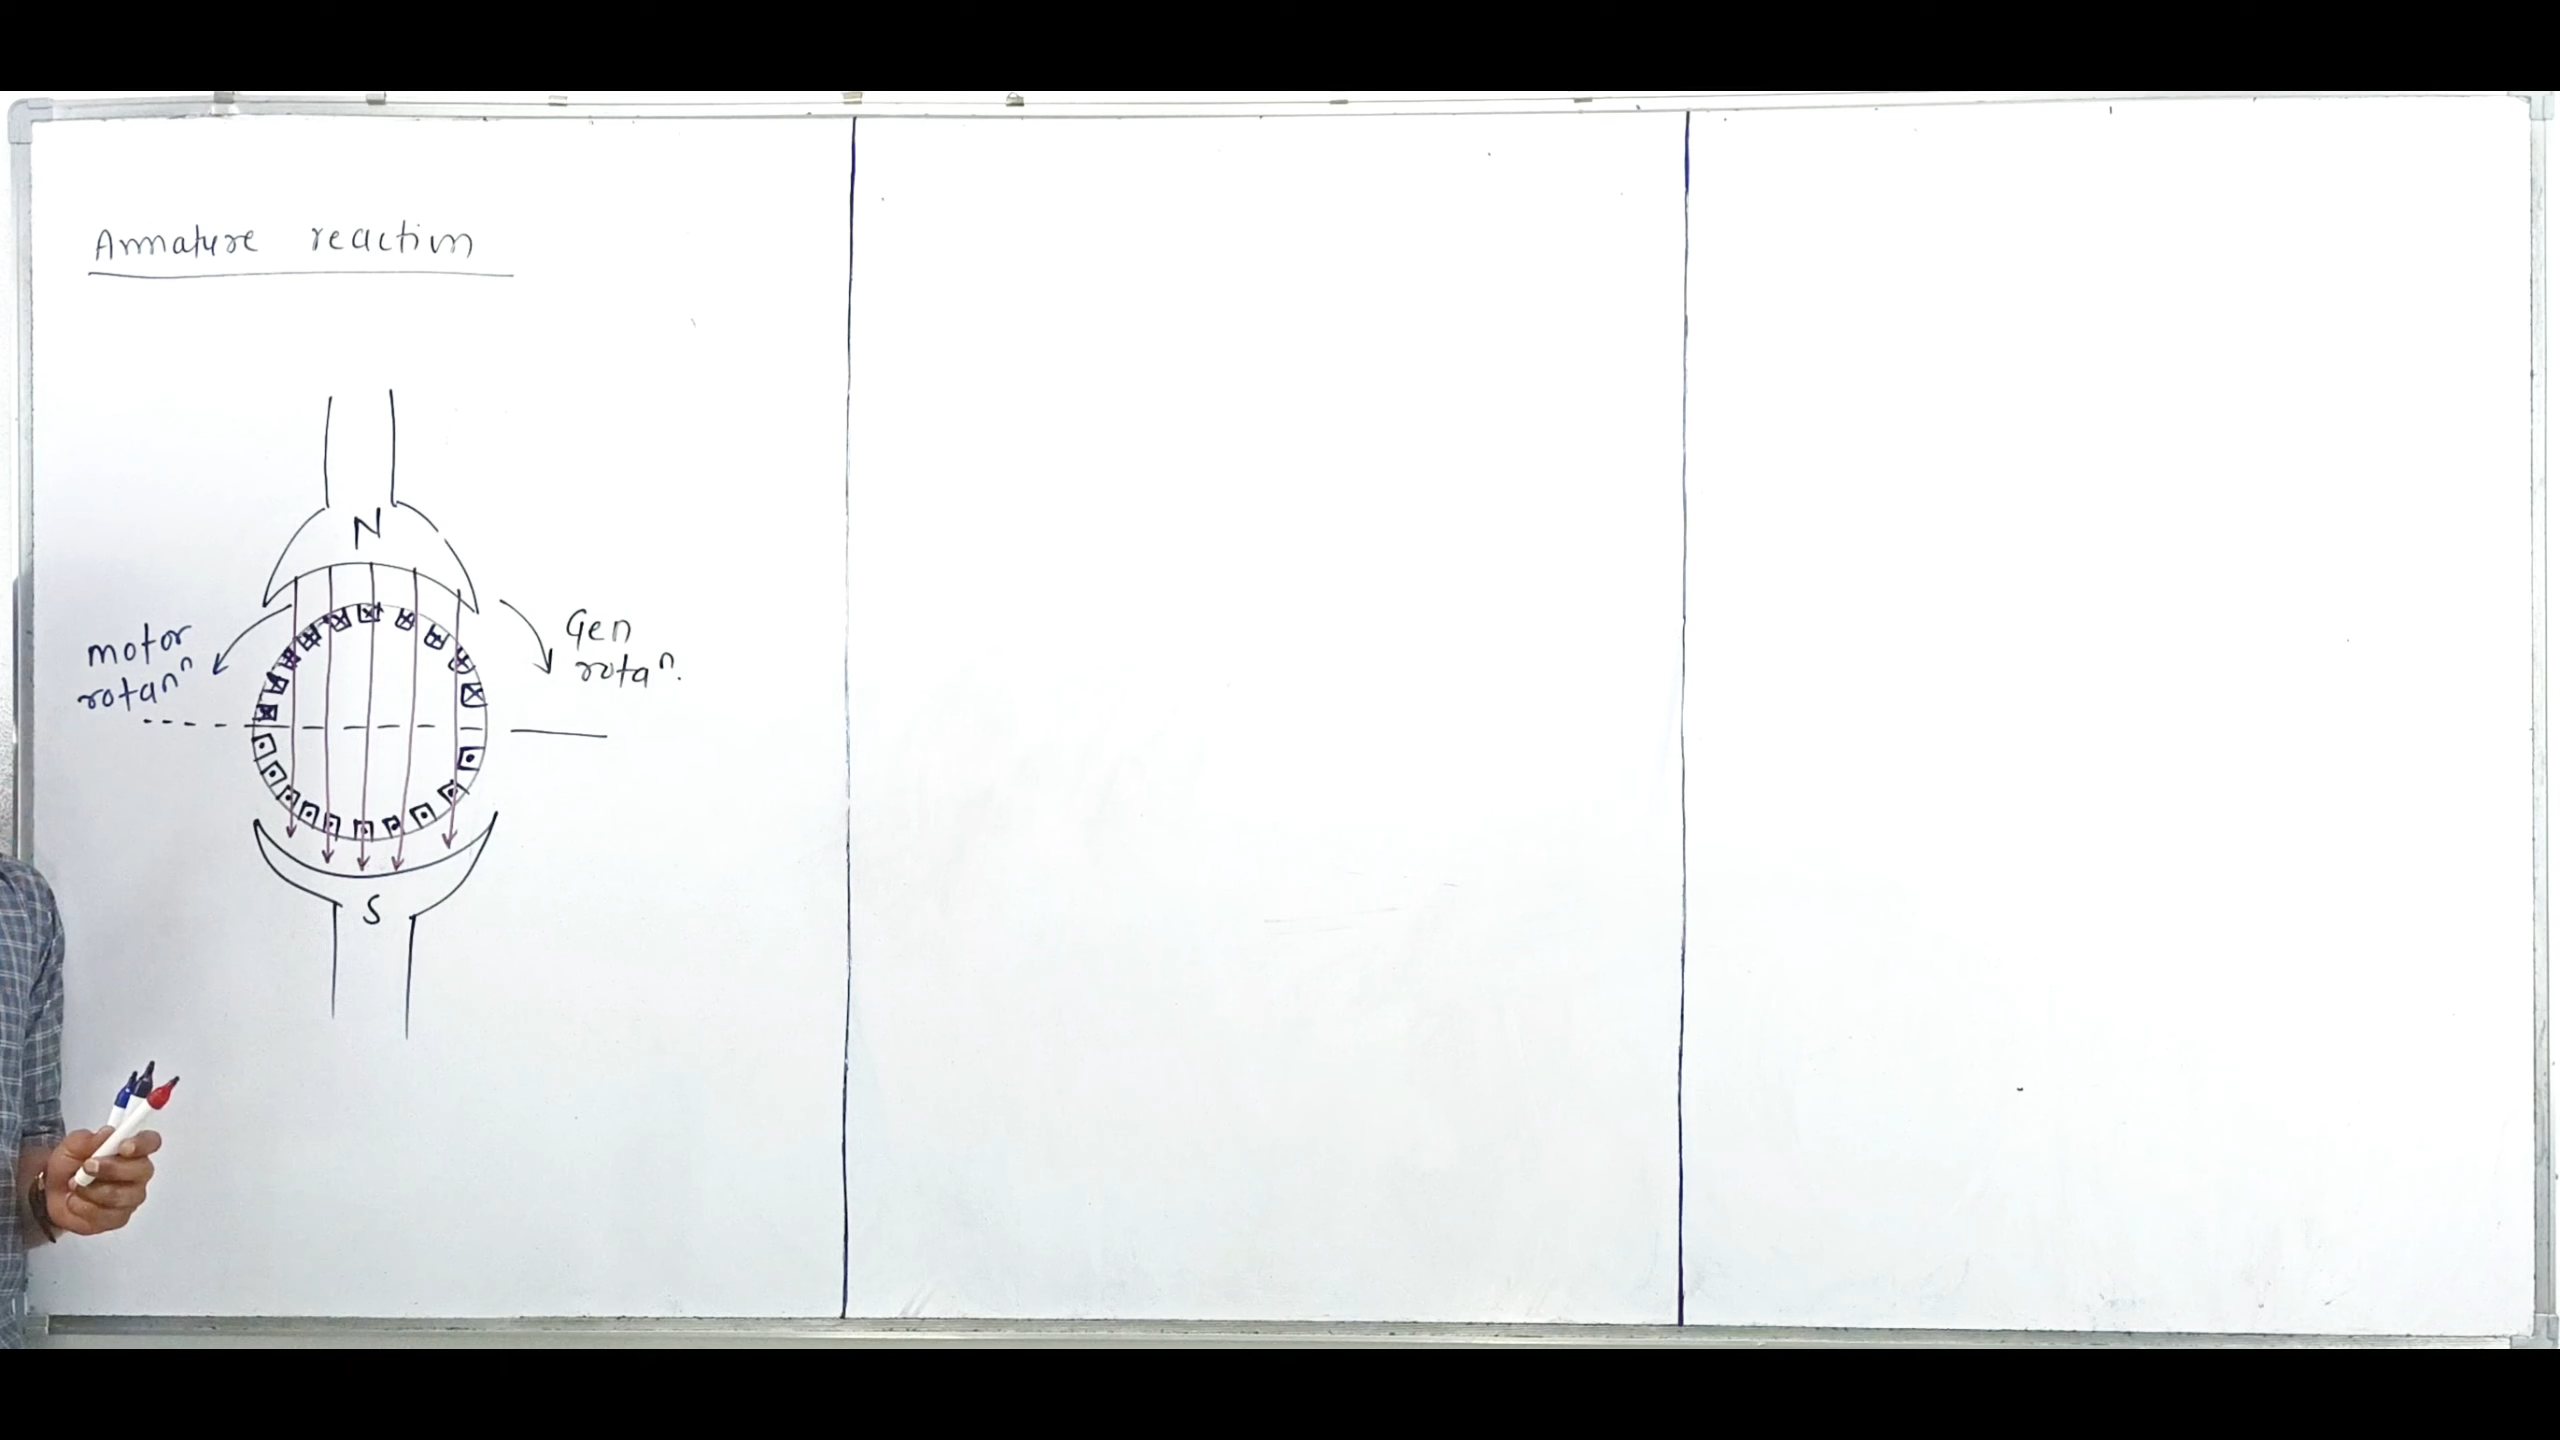 Armature reaction
N
motor
rotanⁿ
Gen
rotaⁿ.
S